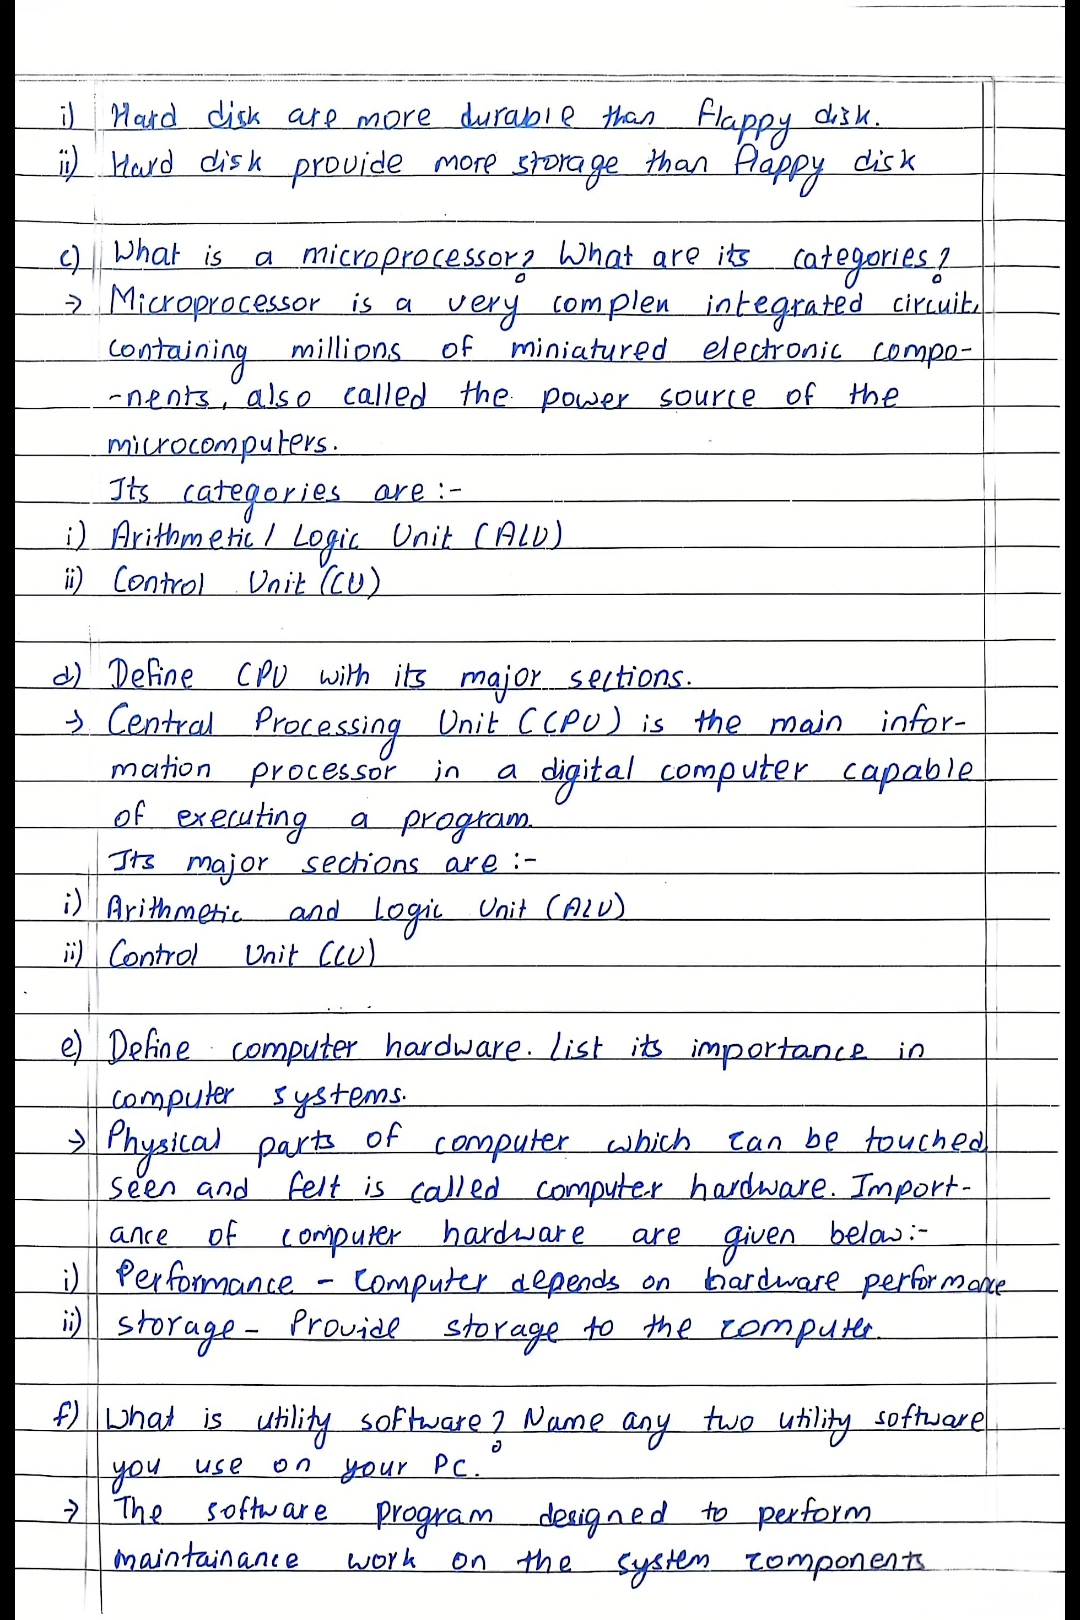 i) Hard disk are more durable than flappy disk.
ii) Hard disk provide more storage than flappy disk
c) What is a microprocessor? What are its categories?
→ Microprocessor is a very complex integrated circuit,
containing millions of miniatured electronic compo-
-nents, also called the power source of the
microcomputers.
Its categories are :-
i) Arithmetic / Logic Unit (ALU)
ii) Control Unit (CU)
d) Define CPU with its major sections.
→ Central Processing Unit (CPU) is the main infor-
mation processor in a digital computer capable
of executing a program.
Its major sections are :-
i) Arithmetic and Logic Unit (ALU)
ii) Control Unit (CU)
e) Define computer hardware. List its importance in
computer systems.
→ Physical parts of computer which can be touched,
seen and felt is called computer hardware. Import-
ance of computer hardware are given below:-
i) Performance - Computer depends on hardware performance
ii) storage - Provide storage to the computer.
f) What is utility software? Name any two utility software
you use on your PC.
→ The software program designed to perform
maintainance work on the system components